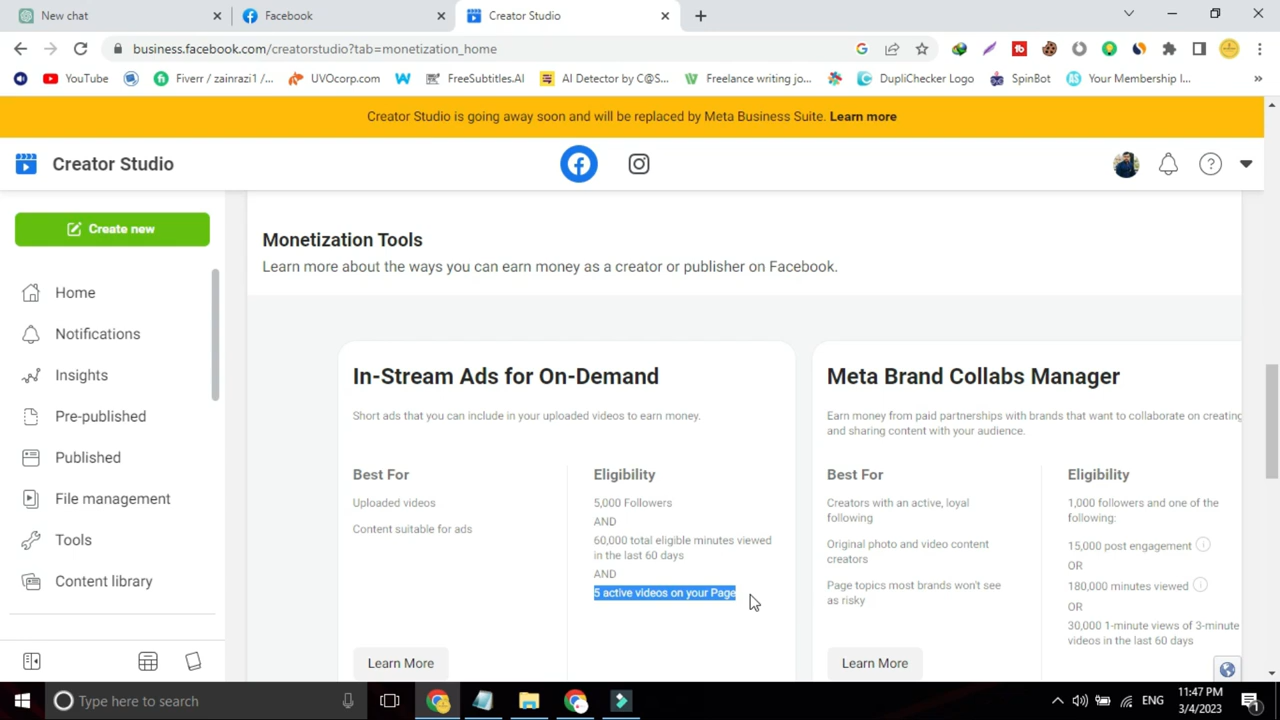 New chat
Facebook
Creator Studio
business.facebook.com/creatorstudio?tab=monetization_home
YouTube
Fiverr / zainrazi1/...
UVOcorp.com
FreeSubtitles.AI
AI Detector by C@S...
Freelance writing jo...
DupliChecker Logo
SpinBot
Your Membership I...
Creator Studio is going away soon and will be replaced by Meta Business Suite. Learn more
Creator Studio
Create new
Home
Notifications
Insights
Pre-published
Published
File management
Tools
Content library
Monetization Tools
Learn more about the ways you can earn money as a creator or publisher on Facebook.
In-Stream Ads for On-Demand
Short ads that you can include in your uploaded videos to earn money.
Best For
Uploaded videos
Content suitable for ads
Eligibility
5,000 Followers
AND
60,000 total eligible minutes viewed
in the last 60 days
AND
5 active videos on your Page
Learn More
Meta Brand Collabs Manager
Earn money from paid partnerships with brands that want to collaborate on creating
and sharing content with your audience.
Best For
Creators with an active, loyal
following
Original photo and video content
creators
Page topics most brands won't see
as risky
Eligibility
1,000 followers and one of the
following:
15,000 post engagement
OR
180,000 minutes viewed
OR
30,000 1-minute views of 3-minute
videos in the last 60 days
Learn More
Type here to search
ENG
11:47 PM
3/4/2023